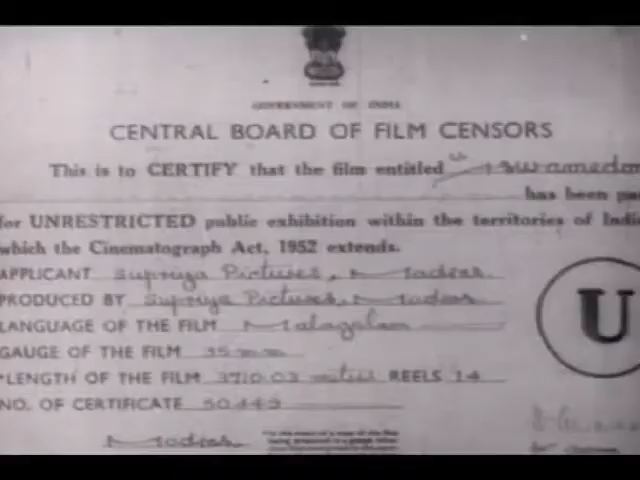 GOVERNMENT OF INDIA
CENTRAL BOARD OF FILM CENSORS
This is to CERTIFY that the film entitled "Aswamedam
has been pa
for UNRESTRICTED public exhibition within the territories of Indi
which the Cinematograph Act, 1952 extends.
APPLICANT Supriya Pictures, Madras.
PRODUCED BY Supriya Pictures, Madras
U
LANGUAGE OF THE FILM Malayalam
GAUGE OF THE FILM 35 mm
*LENGTH OF THE FILM 3710.03 metres REELS 14
NO. OF CERTIFICATE 50442
Madras